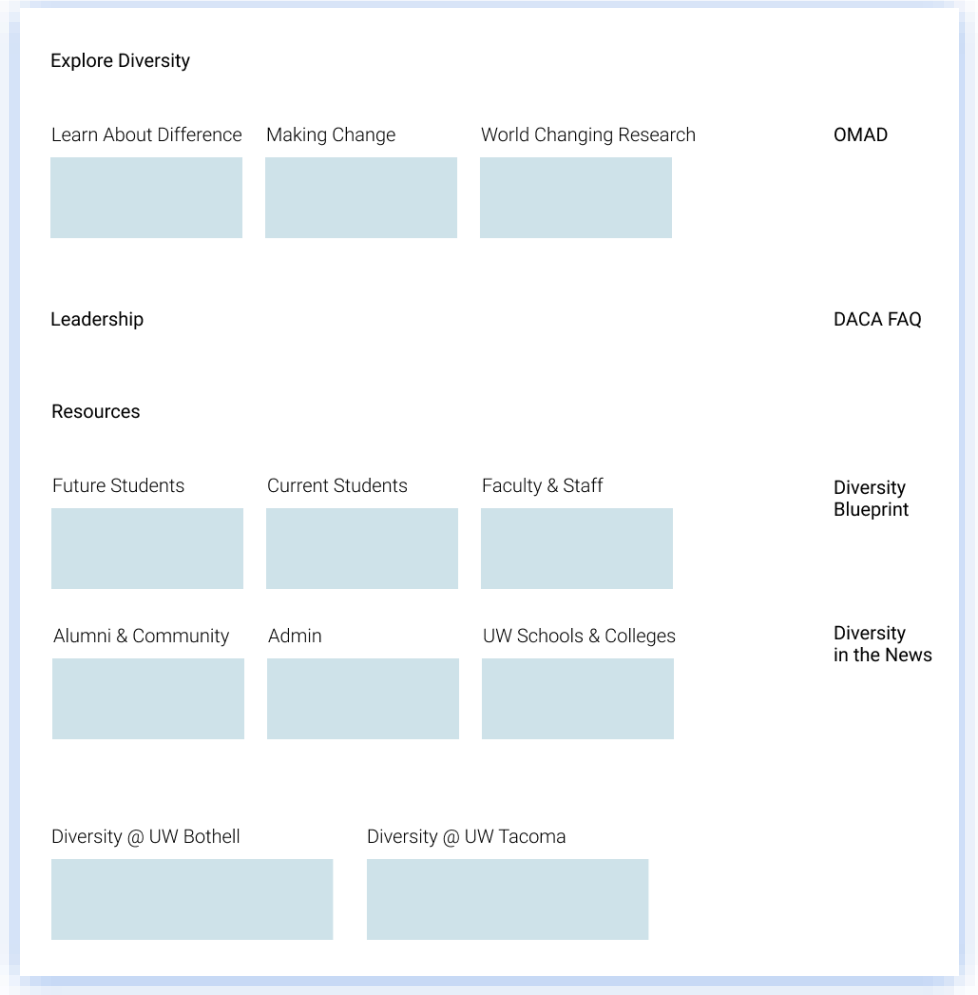 Explore Diversity
Learn About Difference
Making Change
World Changing Research
OMAD
Leadership
DACA FAQ
Resources
Future Students
Current Students
Faculty & Staff
Diversity
Blueprint
Alumni & Community
Admin
UW Schools & Colleges
Diversity
in the News
Diversity @ UW Bothell
Diversity @ UW Tacoma